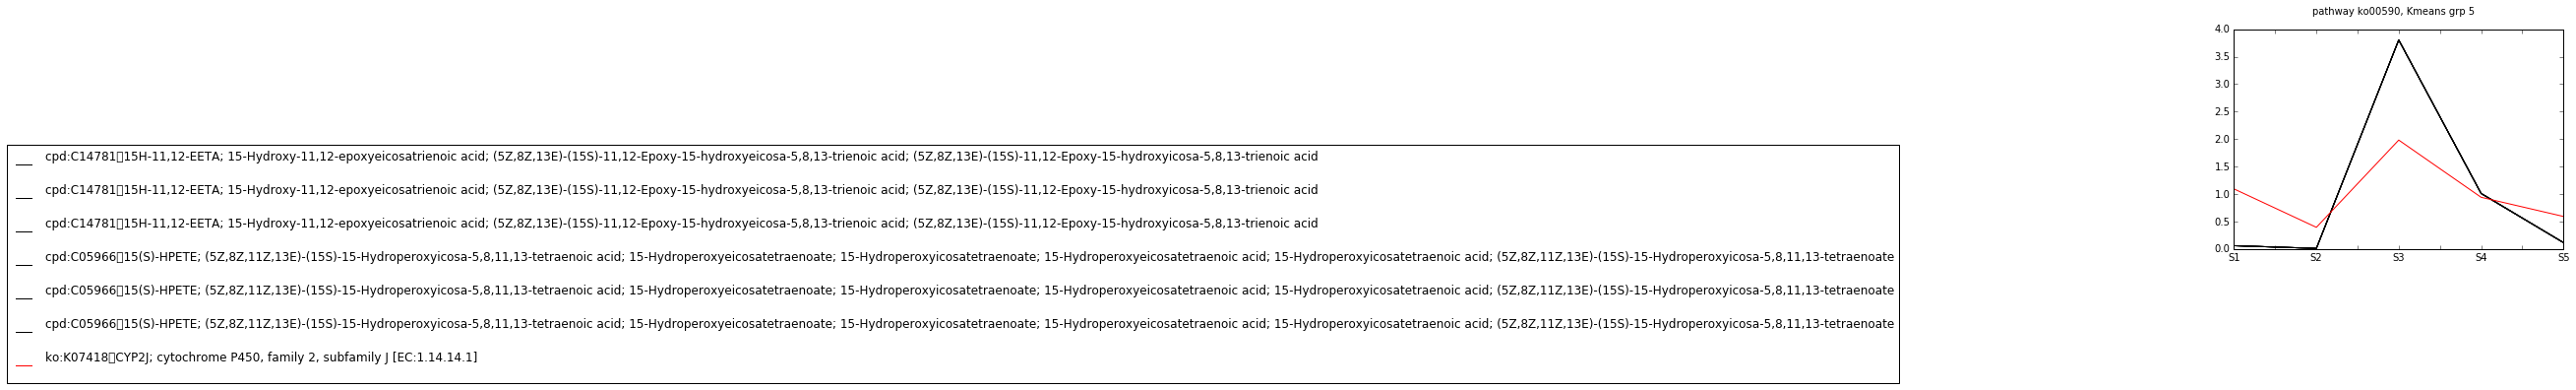 pathway ko00590, Kmeans grp 5
4.0
3.5
3.0
2.5
2.0
1.5
1.0
0.5
0.0
S1 S2 S3 S4 S5
cpd:C14781▯15H-11,12-EETA; 15-Hydroxy-11,12-epoxyeicosatrienoic acid; (5Z,8Z,13E)-(15S)-11,12-Epoxy-15-hydroxyeicosa-5,8,13-trienoic acid; (5Z,8Z,13E)-(15S)-11,12-Epoxy-15-hydroxyicosa-5,8,13-trienoic acid
cpd:C14781▯15H-11,12-EETA; 15-Hydroxy-11,12-epoxyeicosatrienoic acid; (5Z,8Z,13E)-(15S)-11,12-Epoxy-15-hydroxyeicosa-5,8,13-trienoic acid; (5Z,8Z,13E)-(15S)-11,12-Epoxy-15-hydroxyicosa-5,8,13-trienoic acid
cpd:C14781▯15H-11,12-EETA; 15-Hydroxy-11,12-epoxyeicosatrienoic acid; (5Z,8Z,13E)-(15S)-11,12-Epoxy-15-hydroxyeicosa-5,8,13-trienoic acid; (5Z,8Z,13E)-(15S)-11,12-Epoxy-15-hydroxyicosa-5,8,13-trienoic acid
cpd:C05966▯15(S)-HPETE; (5Z,8Z,11Z,13E)-(15S)-15-Hydroperoxyicosa-5,8,11,13-tetraenoic acid; 15-Hydroperoxyeicosatetraenoate; 15-Hydroperoxyicosatetraenoate; 15-Hydroperoxyeicosatetraenoic acid; 15-Hydroperoxyicosatetraenoic acid; (5Z,8Z,11Z,13E)-(15S)-15-Hydroperoxyicosa-5,8,11,13-tetraenoate
cpd:C05966▯15(S)-HPETE; (5Z,8Z,11Z,13E)-(15S)-15-Hydroperoxyicosa-5,8,11,13-tetraenoic acid; 15-Hydroperoxyeicosatetraenoate; 15-Hydroperoxyicosatetraenoate; 15-Hydroperoxyeicosatetraenoic acid; 15-Hydroperoxyicosatetraenoic acid; (5Z,8Z,11Z,13E)-(15S)-15-Hydroperoxyicosa-5,8,11,13-tetraenoate
cpd:C05966▯15(S)-HPETE; (5Z,8Z,11Z,13E)-(15S)-15-Hydroperoxyicosa-5,8,11,13-tetraenoic acid; 15-Hydroperoxyeicosatetraenoate; 15-Hydroperoxyicosatetraenoate; 15-Hydroperoxyeicosatetraenoic acid; 15-Hydroperoxyicosatetraenoic acid; (5Z,8Z,11Z,13E)-(15S)-15-Hydroperoxyicosa-5,8,11,13-tetraenoate
ko:K07418▯CYP2J; cytochrome P450, family 2, subfamily J [EC:1.14.14.1]